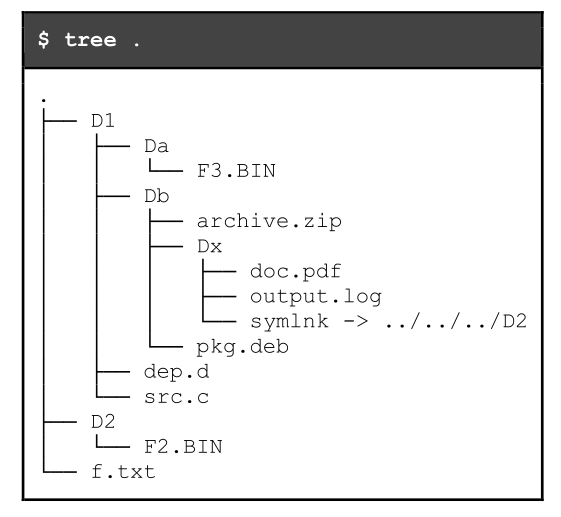 $ tree .
.
├── D1
│   ├── Da
│   │   └── F3.BIN
│   ├── Db
│   │   ├── archive.zip
│   │   ├── Dx
│   │   │   ├── doc.pdf
│   │   │   ├── output.log
│   │   │   └── symlnk -> ../../../D2
│   │   └── pkg.deb
│   ├── dep.d
│   └── src.c
├── D2
│   └── F2.BIN
└── f.txt